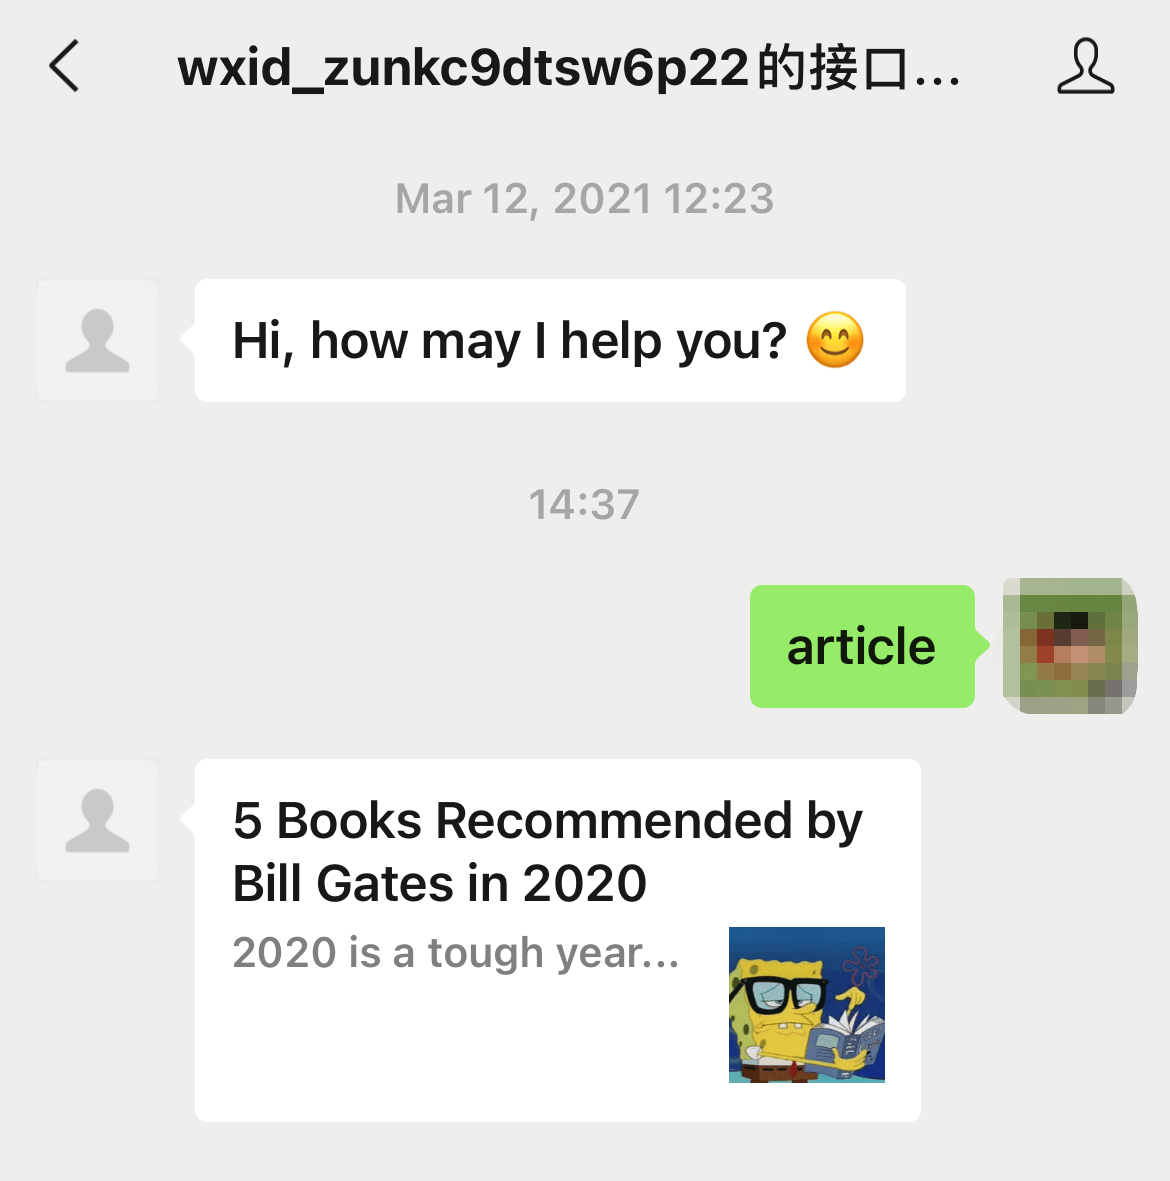 wxid_zunkc9dtsw6p22的接口...
Mar 12, 2021 12:23
Hi, how may I help you? 😊
14:37
article
5 Books Recommended by
Bill Gates in 2020
2020 is a tough year...